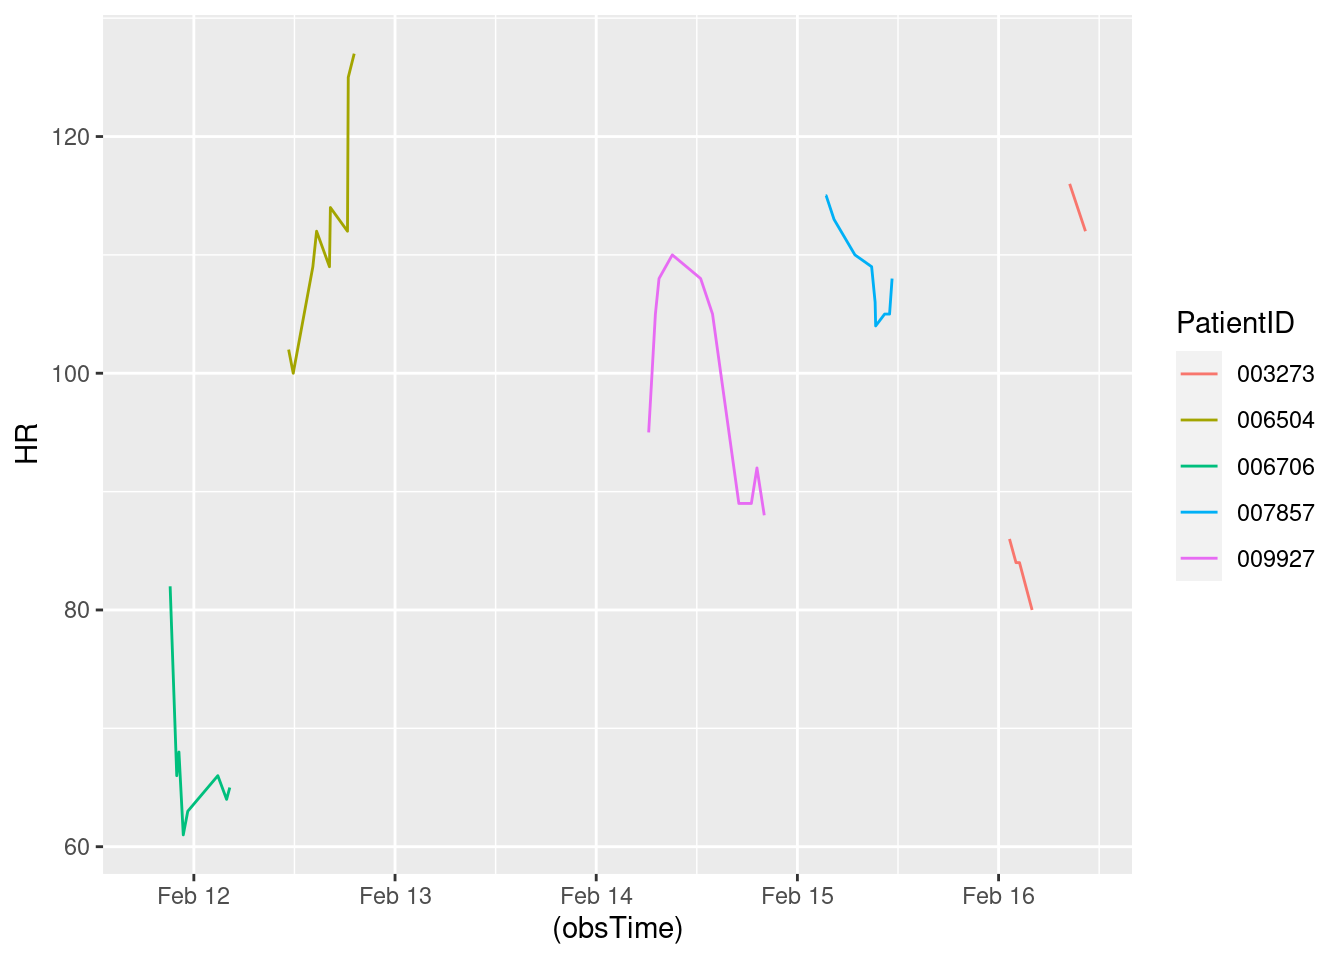 HR
120
100
80
60
Feb 12
Feb 13
Feb 14
Feb 15
Feb 16
(obsTime)
PatientID
003273
006504
006706
007857
009927